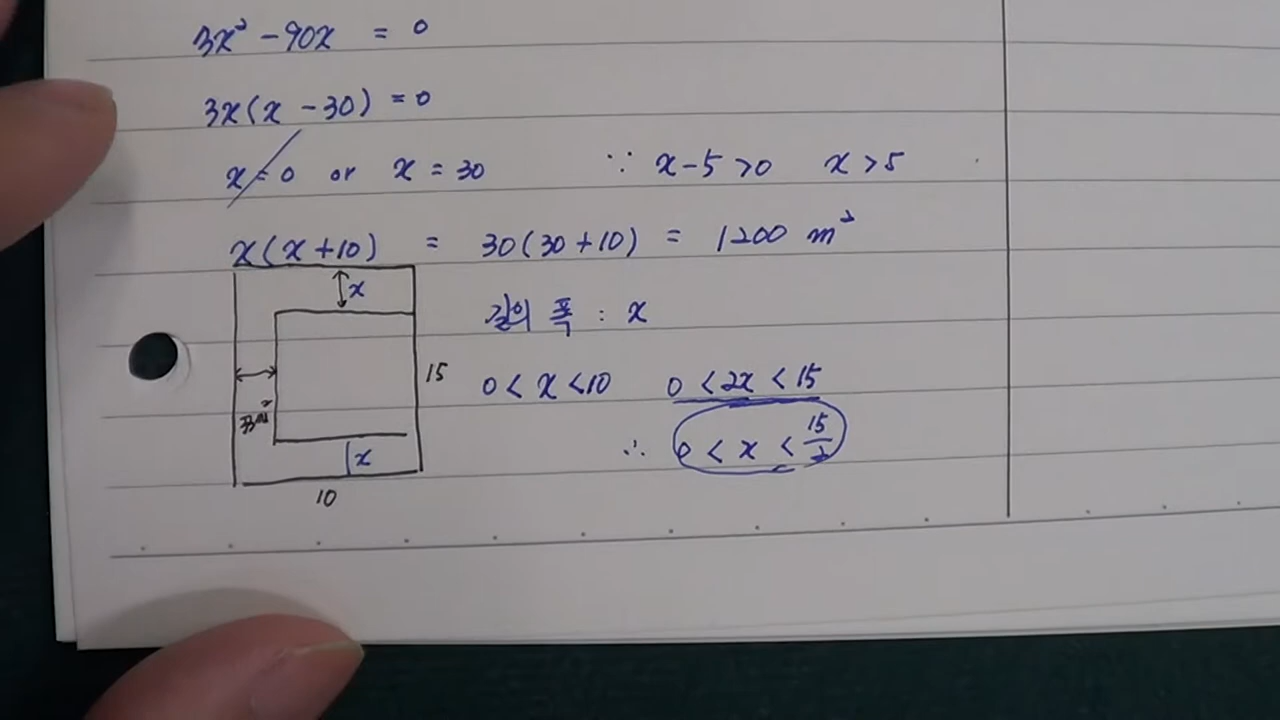 3x² - 90x = 0
3x(x - 30) = 0
x = 0 or x = 30 ∵ x-5>0 x>5
x(x+10) = 30(30+10) = 1200 m²
x
길의 폭 : x
15
0 < x < 10 0 < 2x < 15
∴ 0 < x < 15/2
x
10